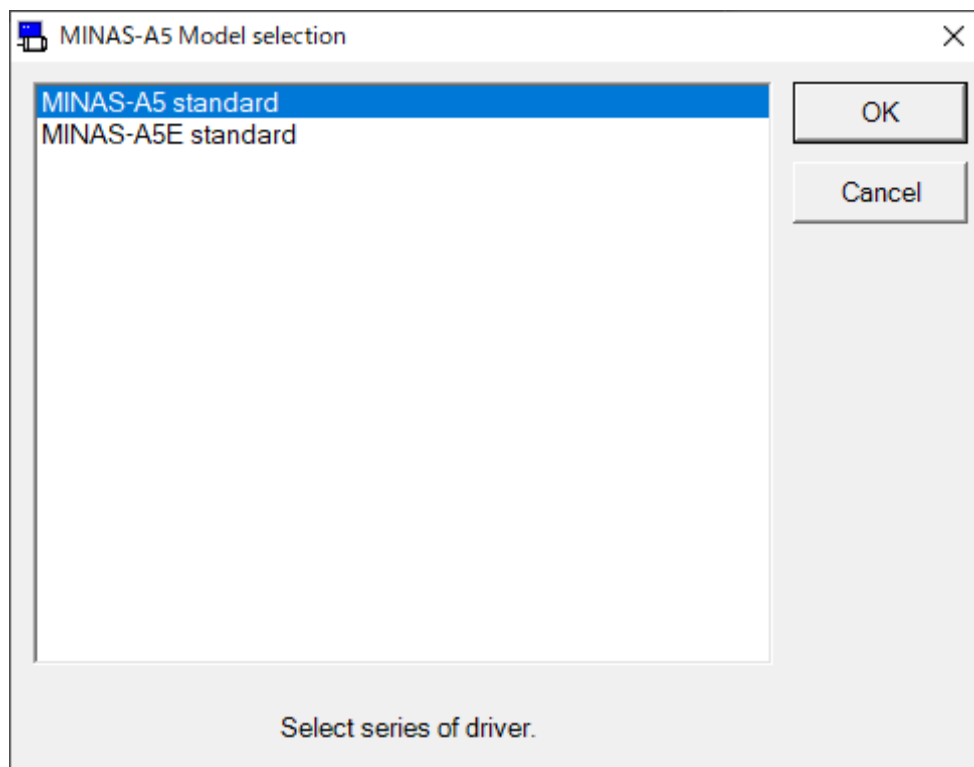 MINAS-A5 Model selection
MINAS-A5 standard
MINAS-A5E standard
OK
Cancel
Select series of driver.